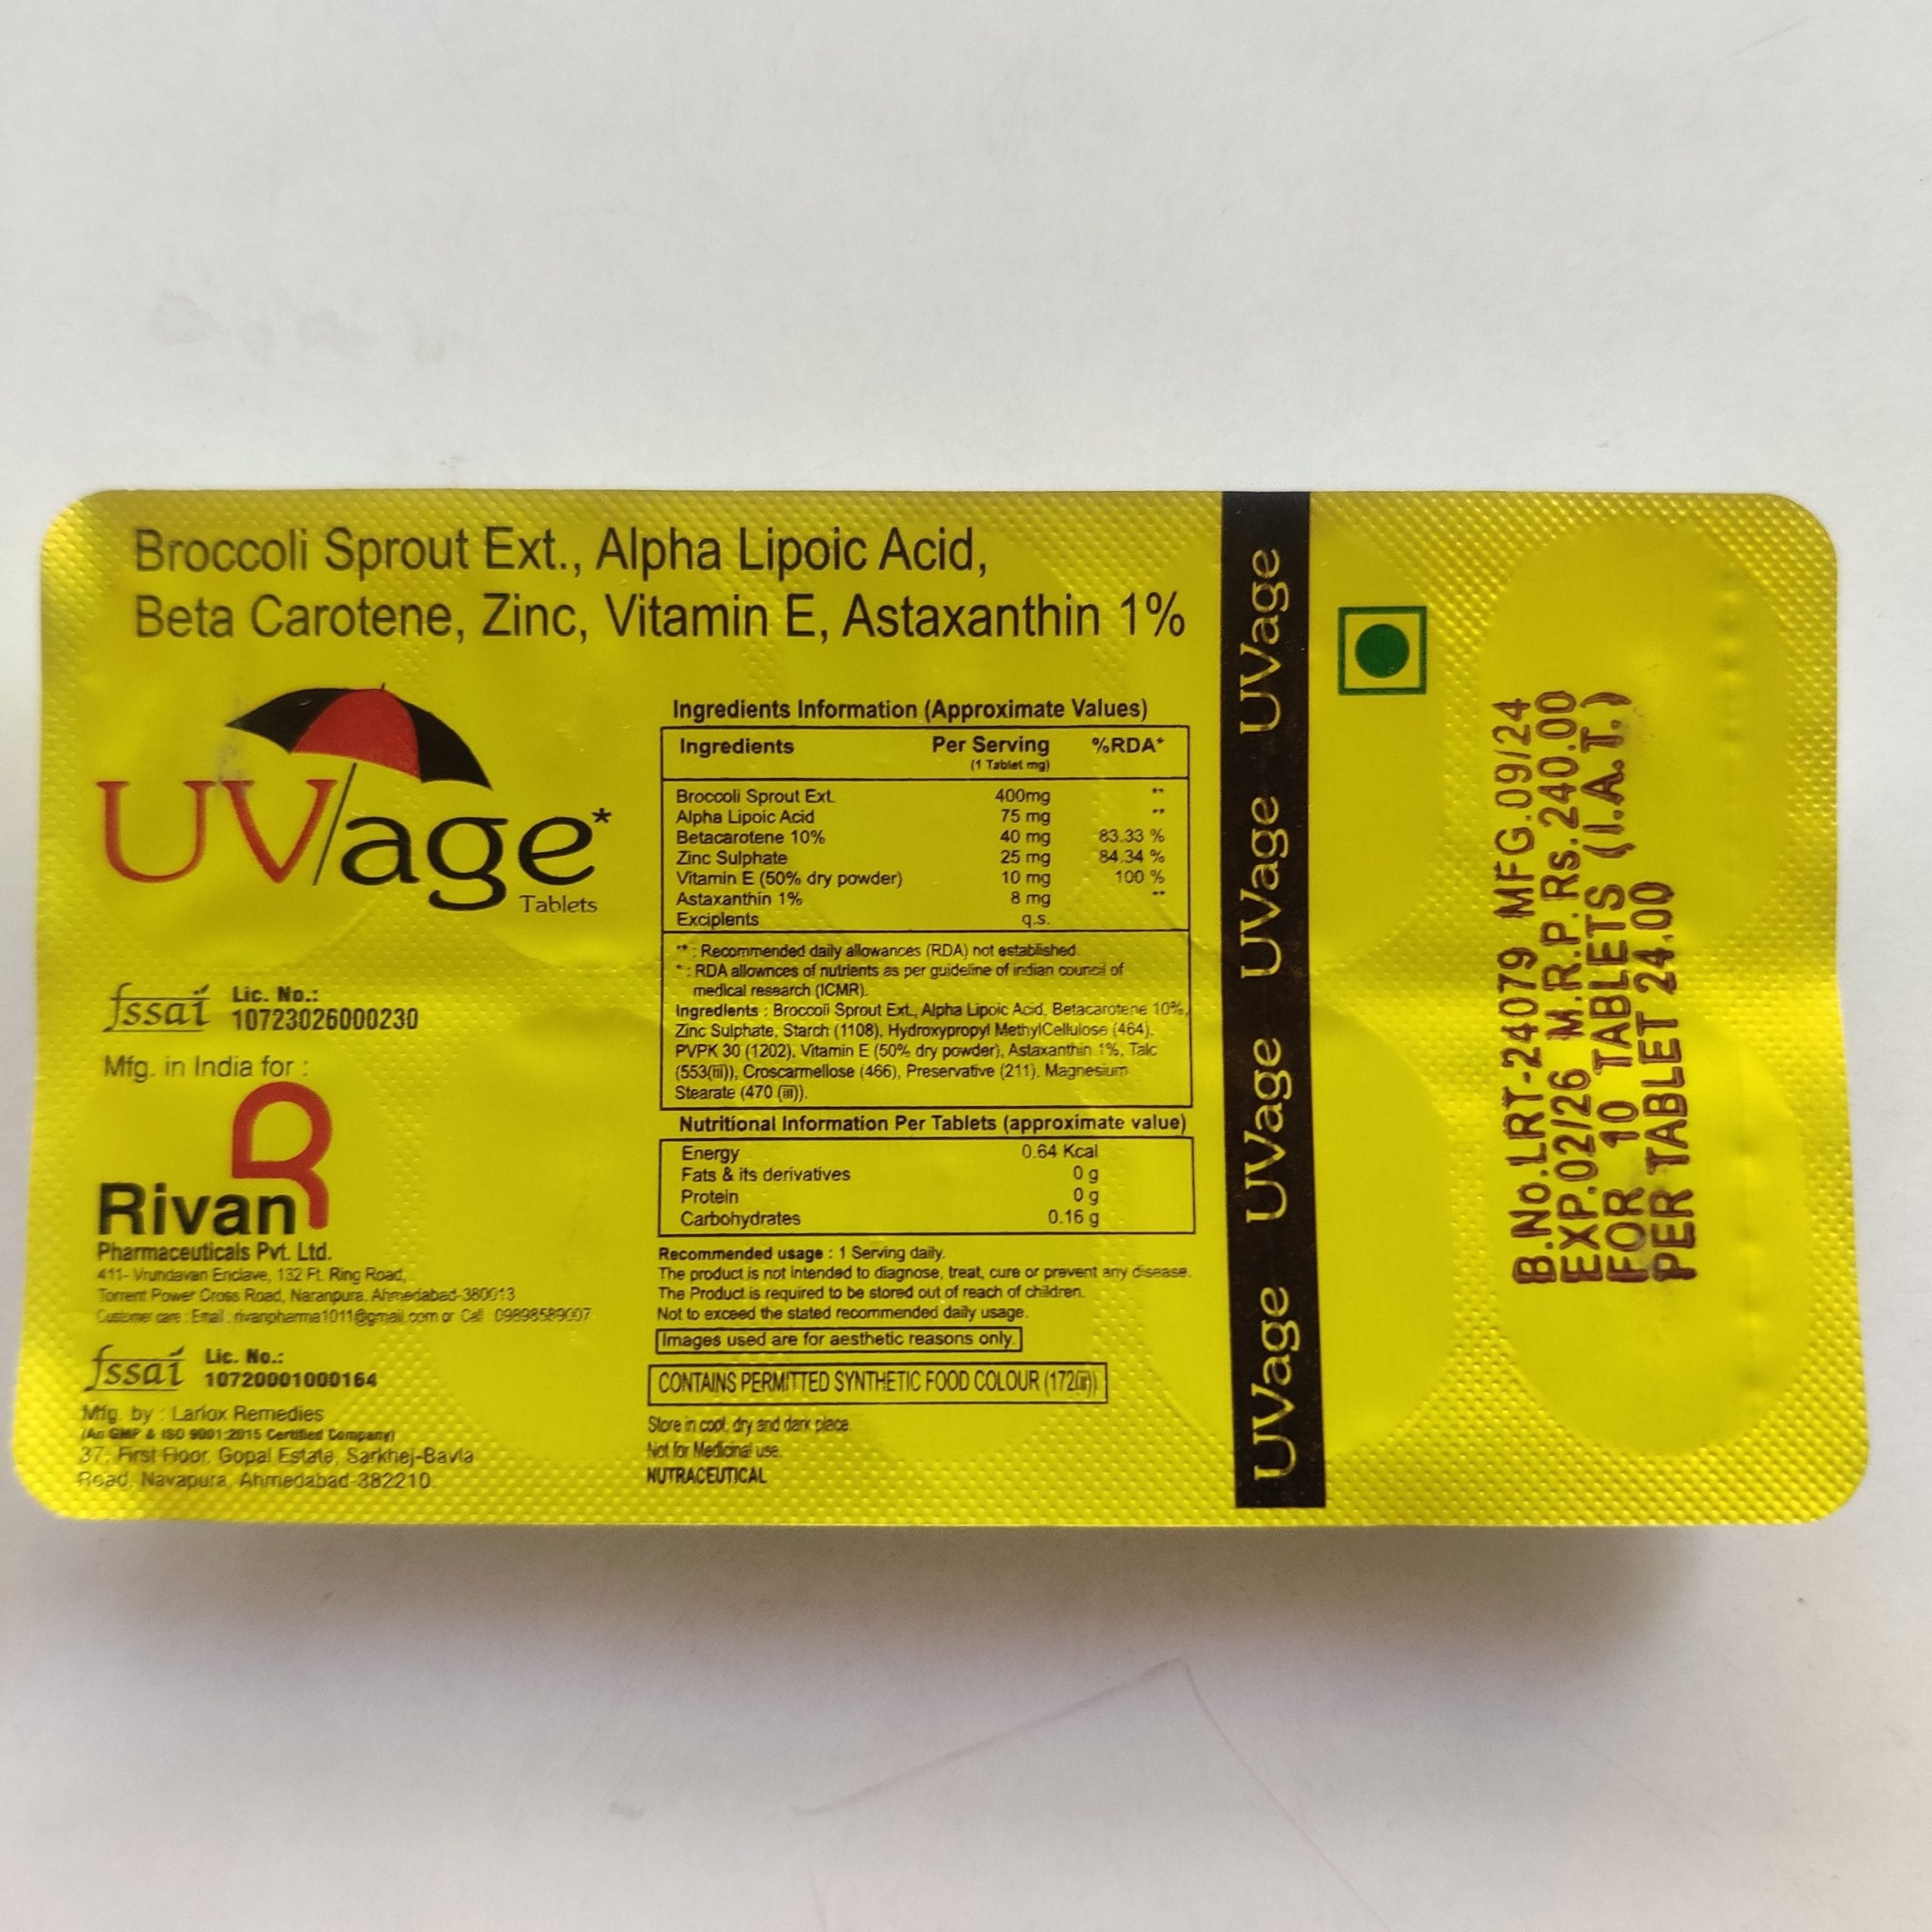 Broccoli Sprout Ext., Alpha Lipoic Acid,
Beta Carotene, Zinc, Vitamin E, Astaxanthin 1%
UVage*
Tablets
fssai Lic. No.:
10723026000230
Mfg. in India for :
Rivan
Pharmaceuticals Pvt. Ltd.
411- Vrundavan Enclave, 132 Ft. Ring Road,
Torrent Power Cross Road, Naranpura, Ahmedabad-380013
Customer care : Email : rivanpharma1011@gmail.com or Call 09898589007
fssai Lic. No.:
10720001000164
Mfg. by : Larlox Remedies
(An GMP & ISO 9001:2015 Certified Company)
37, First Floor, Gopal Estate, Sarkhej-Bavla
Road, Navapura, Ahmedabad-382210.
Ingredients Information (Approximate Values)
Ingredients Per Serving %RDA*
(1 Tablet mg)
Broccoli Sprout Ext. 400mg **
Alpha Lipoic Acid 75 mg **
Betacarotene 10% 40 mg 83.33 %
Zinc Sulphate 25 mg 84.34 %
Vitamin E (50% dry powder) 10 mg 100 %
Astaxanthin 1% 8 mg **
Excipients q.s.
** : Recommended daily allowances (RDA) not established.
* : RDA allownces of nutrients as per guideline of indian council of
medical research (ICMR).
Ingredients : Broccoil Sprout Ext., Alpha Lipoic Acid, Betacarotene 10%,
Zinc Sulphate, Starch (1108), Hydroxypropyl MethylCellulose (464),
PVPK 30 (1202), Vitamin E (50% dry powder), Astaxanthin 1%, Talc
(553(iii)), Croscarmellose (466), Preservative (211), Magnesium
Stearate (470 (iii)).
Nutritional Information Per Tablets (approximate value)
Energy 0.64 Kcal
Fats & its derivatives 0 g
Protein 0 g
Carbohydrates 0.16 g
Recommended usage : 1 Serving daily.
The product is not intended to diagnose, treat, cure or prevent any disease.
The Product is required to be stored out of reach of children.
Not to exceed the stated recommended daily usage.
Images used are for aesthetic reasons only.
CONTAINS PERMITTED SYNTHETIC FOOD COLOUR (172(iii))
Store in cool, dry and dark place.
Not for Medicinal use.
NUTRACEUTICAL
UVage UVage UVage UVage
B.No.LRT-24079 MFG.09/24
EXP.02/26 M.R.P.Rs.240.00
FOR 10 TABLETS (I.A.T.)
PER TABLET 24.00